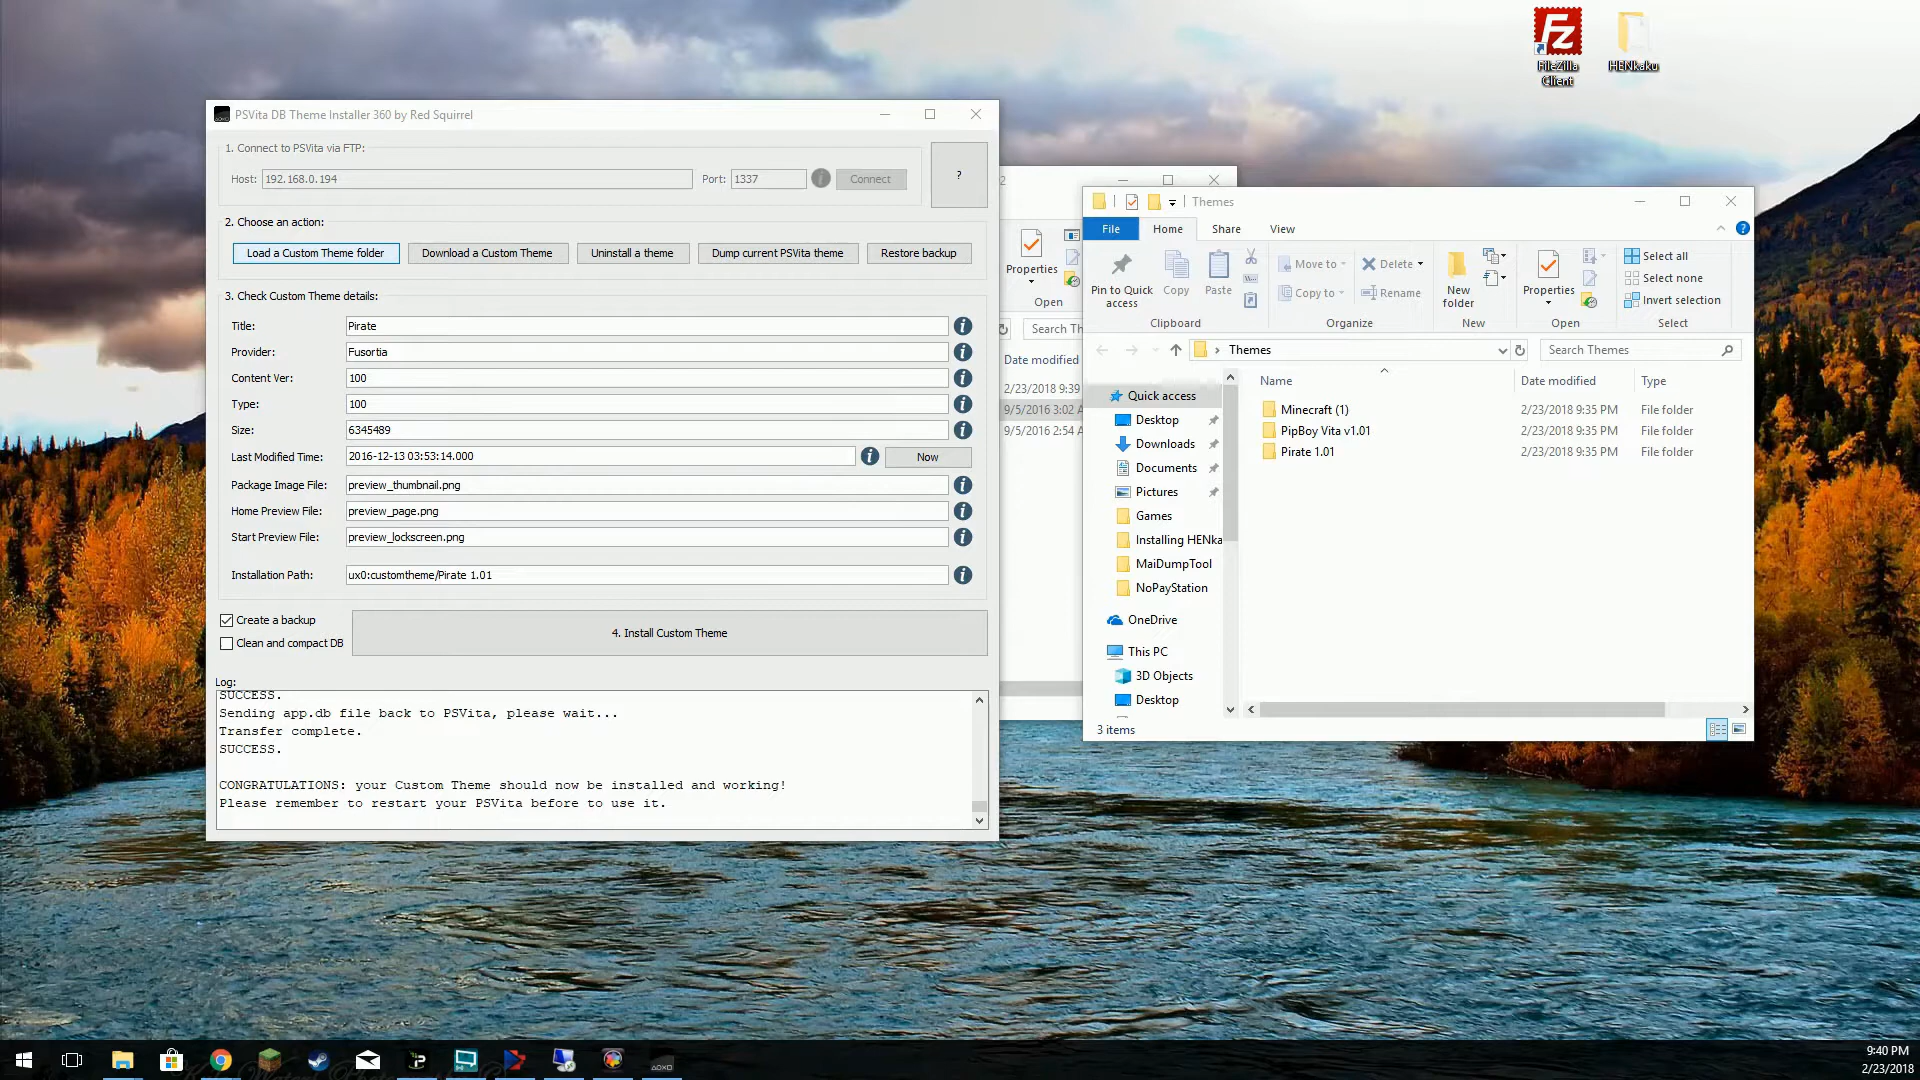 FileZilla
Client
HENkaku
PSVita DB Theme Installer 360 by Red Squirrel
1. Connect to PSVita via FTP:
Host: 192.168.0.194 Port: 1337 Connect
?
2. Choose an action:
Load a Custom Theme folder Download a Custom Theme Uninstall a theme Dump current PSVita theme Restore backup
3. Check Custom Theme details:
Title: Pirate
Provider: Fusortia
Content Ver: 100
Type: 100
Size: 6345489
Last Modified Time: 2016-12-13 03:53:14.000 Now
Package Image File: preview_thumbnail.png
Home Preview File: preview_page.png
Start Preview File: preview_lockscreen.png
Installation Path: ux0:customtheme/Pirate 1.01
Create a backup
Clean and compact DB
4. Install Custom Theme
Log:
SUCCESS.
Sending app.db file back to PSVita, please wait...
Transfer complete.
SUCCESS.
CONGRATULATIONS: your Custom Theme should now be installed and working!
Please remember to restart your PSVita before to use it.
2
Properties
Open
Search Th
Date modified
2/23/2018 9:39
9/5/2016 3:02 A
9/5/2016 2:54 A
Themes
File Home Share View
Pin to Quick
access
Copy
Paste
Clipboard
Move to
Copy to
Delete
Rename
Organize
New
folder
New
Properties
Open
Select all
Select none
Invert selection
Select
Themes
Search Themes
Name Date modified Type
Minecraft (1) 2/23/2018 9:35 PM File folder
PipBoy Vita v1.01 2/23/2018 9:35 PM File folder
Pirate 1.01 2/23/2018 9:35 PM File folder
Quick access
Desktop
Downloads
Documents
Pictures
Games
Installing HENka
MaiDumpTool
NoPayStation
OneDrive
This PC
3D Objects
Desktop
3 items
9:40 PM
2/23/2018